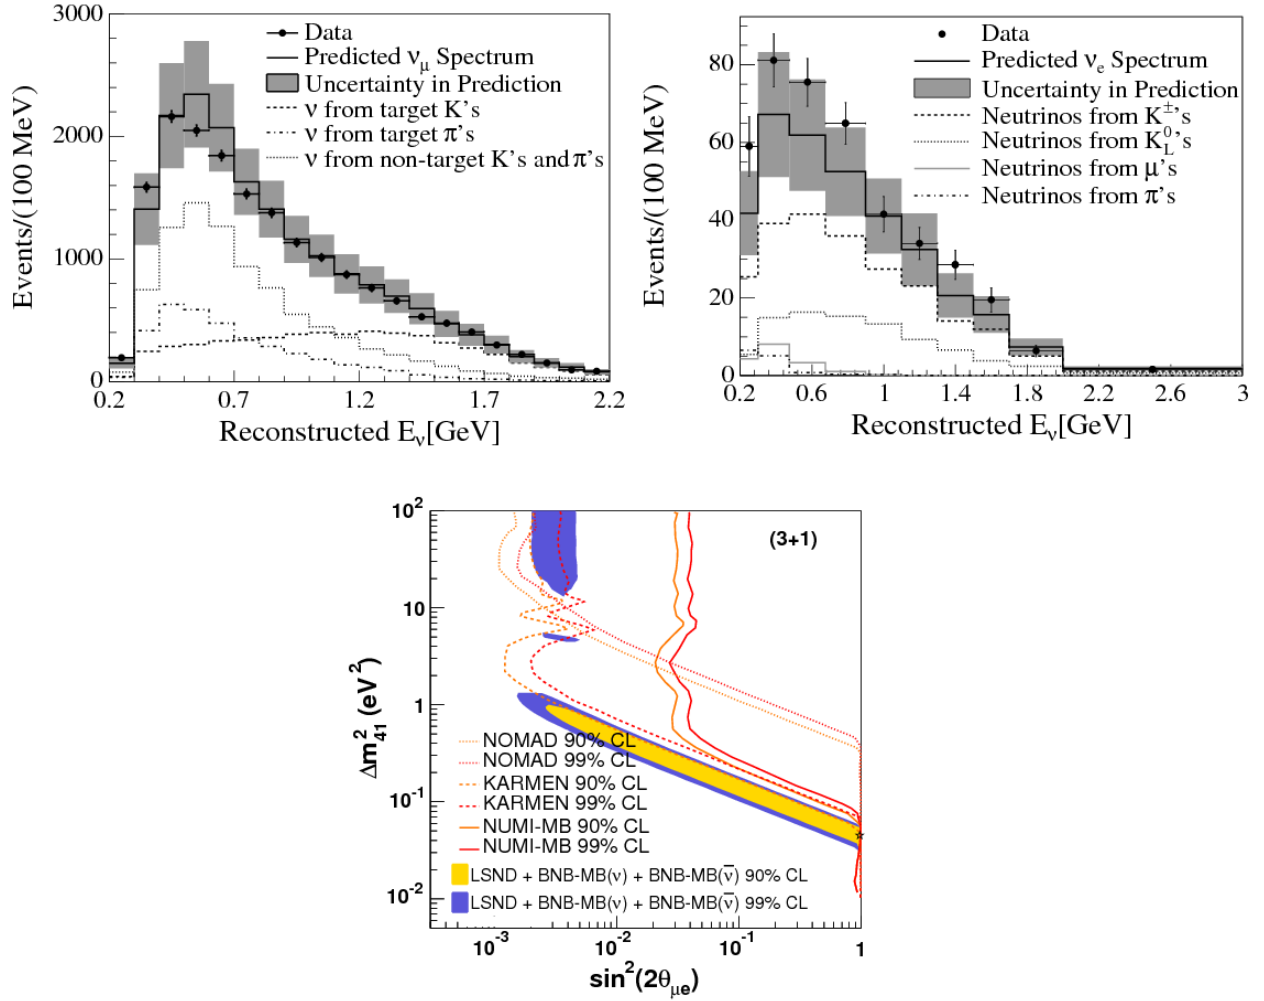 3000
2000
1000
0
Events/(100 MeV)
Data
Predicted νμ Spectrum
Uncertainty in Prediction
ν from target K's
ν from target π's
ν from non-target K's and π's
0.2 0.7 1.2 1.7 2.2
Reconstructed Eν[GeV]
80
60
40
20
0
Events/(100 MeV)
Data
Predicted νe Spectrum
Uncertainty in Prediction
Neutrinos from K±'s
Neutrinos from K0L's
Neutrinos from μ's
Neutrinos from π's
0.2 0.6 1 1.4 1.8 2.2 2.6 3
Reconstructed Eν[GeV]
10²
10
1
10⁻¹
10⁻²
Δm²41 (eV²)
(3+1)
NOMAD 90% CL
NOMAD 99% CL
KARMEN 90% CL
KARMEN 99% CL
NUMI-MB 90% CL
NUMI-MB 99% CL
LSND + BNB-MB(ν) + BNB-MB(ν̅) 90% CL
LSND + BNB-MB(ν) + BNB-MB(ν̅) 99% CL
10⁻³ 10⁻² 10⁻¹ 1
sin²(2θμe)